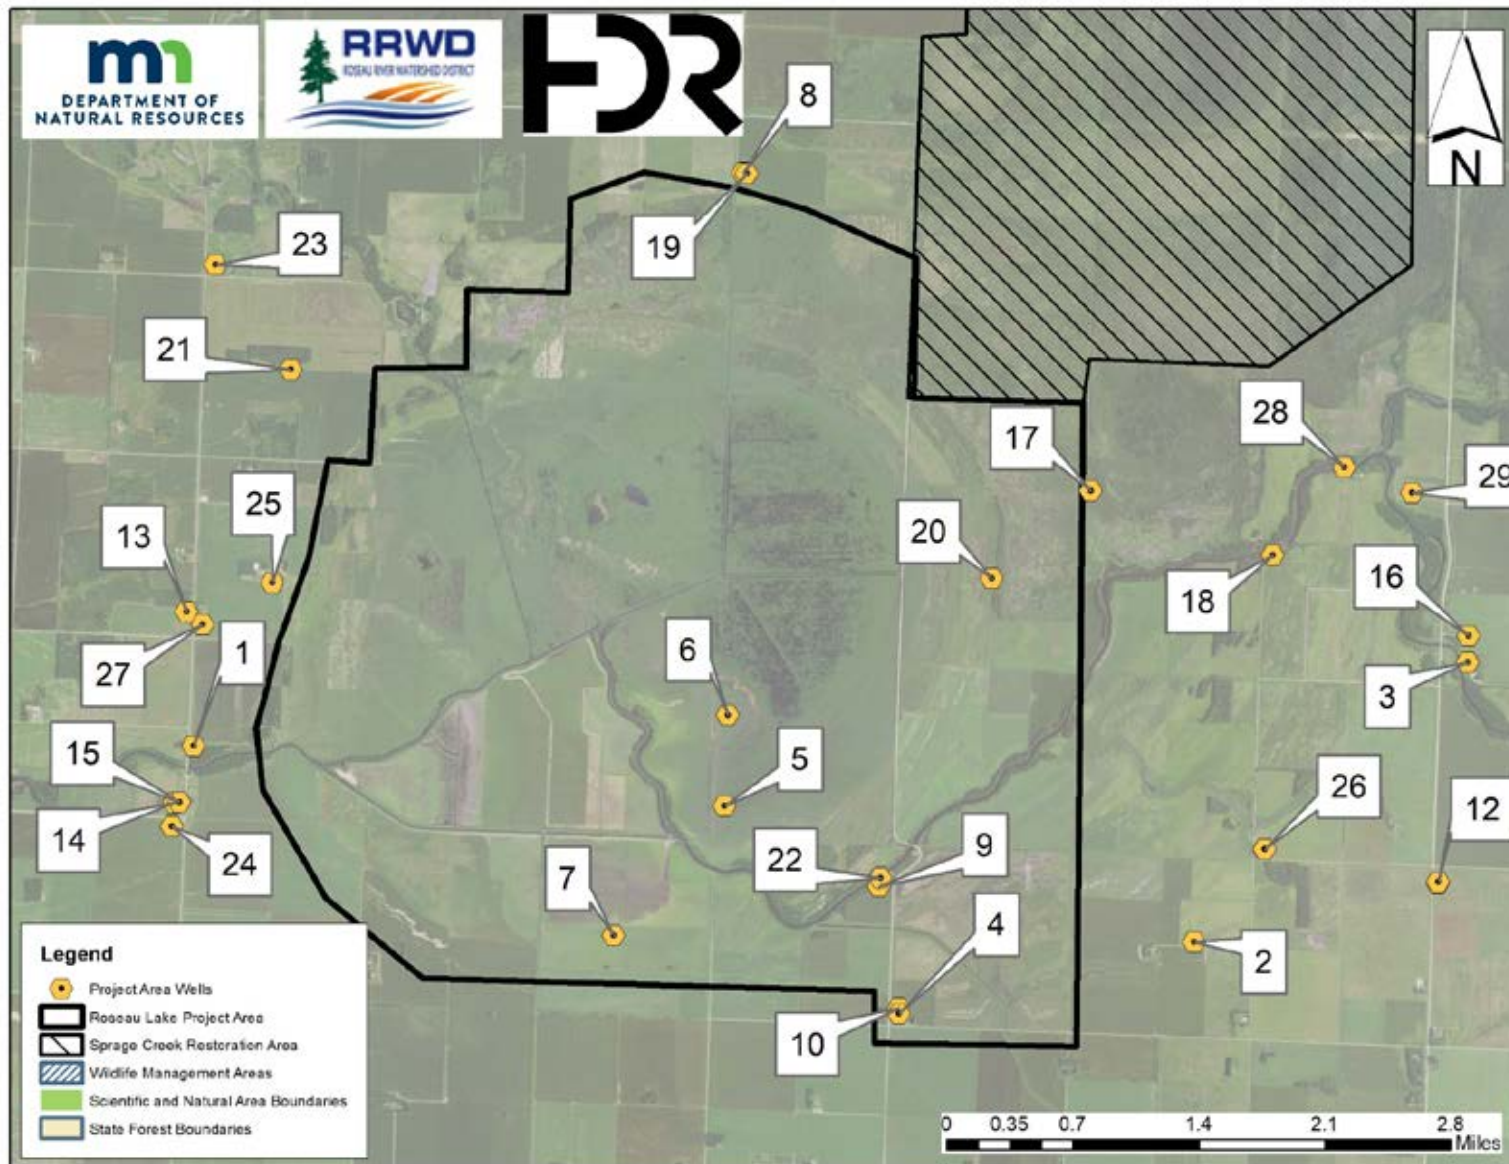 mn
DEPARTMENT OF
NATURAL RESOURCES
RRWD
ROSEAU RIVER WATERSHED DISTRICT
HDR
N
8
19
23
21
28
17
29
25
13
20
18
16
6
1
27
3
15
5
26
12
14
22
9
24
7
4
2
10
Legend
Project Area Wells
Roseau Lake Project Area
Sprage Creek Restoration Area
Wildlife Management Areas
Scientific and Natural Area Boundaries
State Forest Boundaries
0 0.35 0.7 1.4 2.1 2.8
Miles